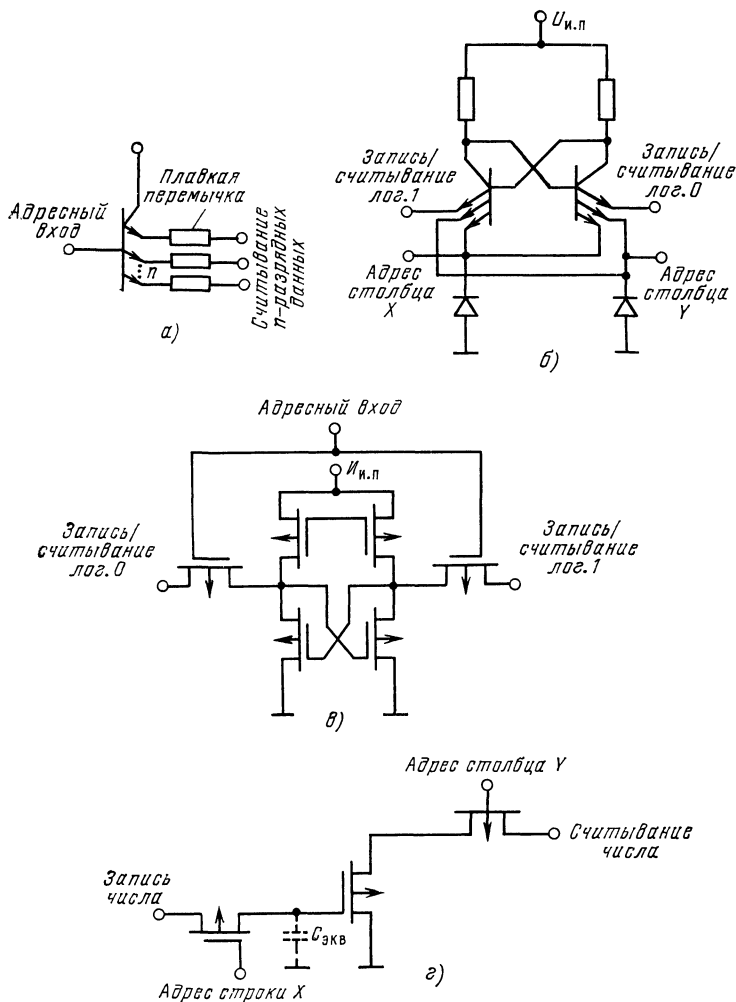 Uи.п
Плавкая
перемычка
Адресный
вход
n
Считывание
n-разрядных
данных
а)
Запись/
считывание
лог.1
Запись/
считывание
лог.0
Адрес
столбца
X
Адрес
столбца
Y
б)
Адресный вход
Ии.п
Запись/
считывание
лог.0
Запись/
считывание
лог.1
в)
Адрес столбца Y
Считывание
числа
Запись
числа
Cэкв
Адрес строки X
г)